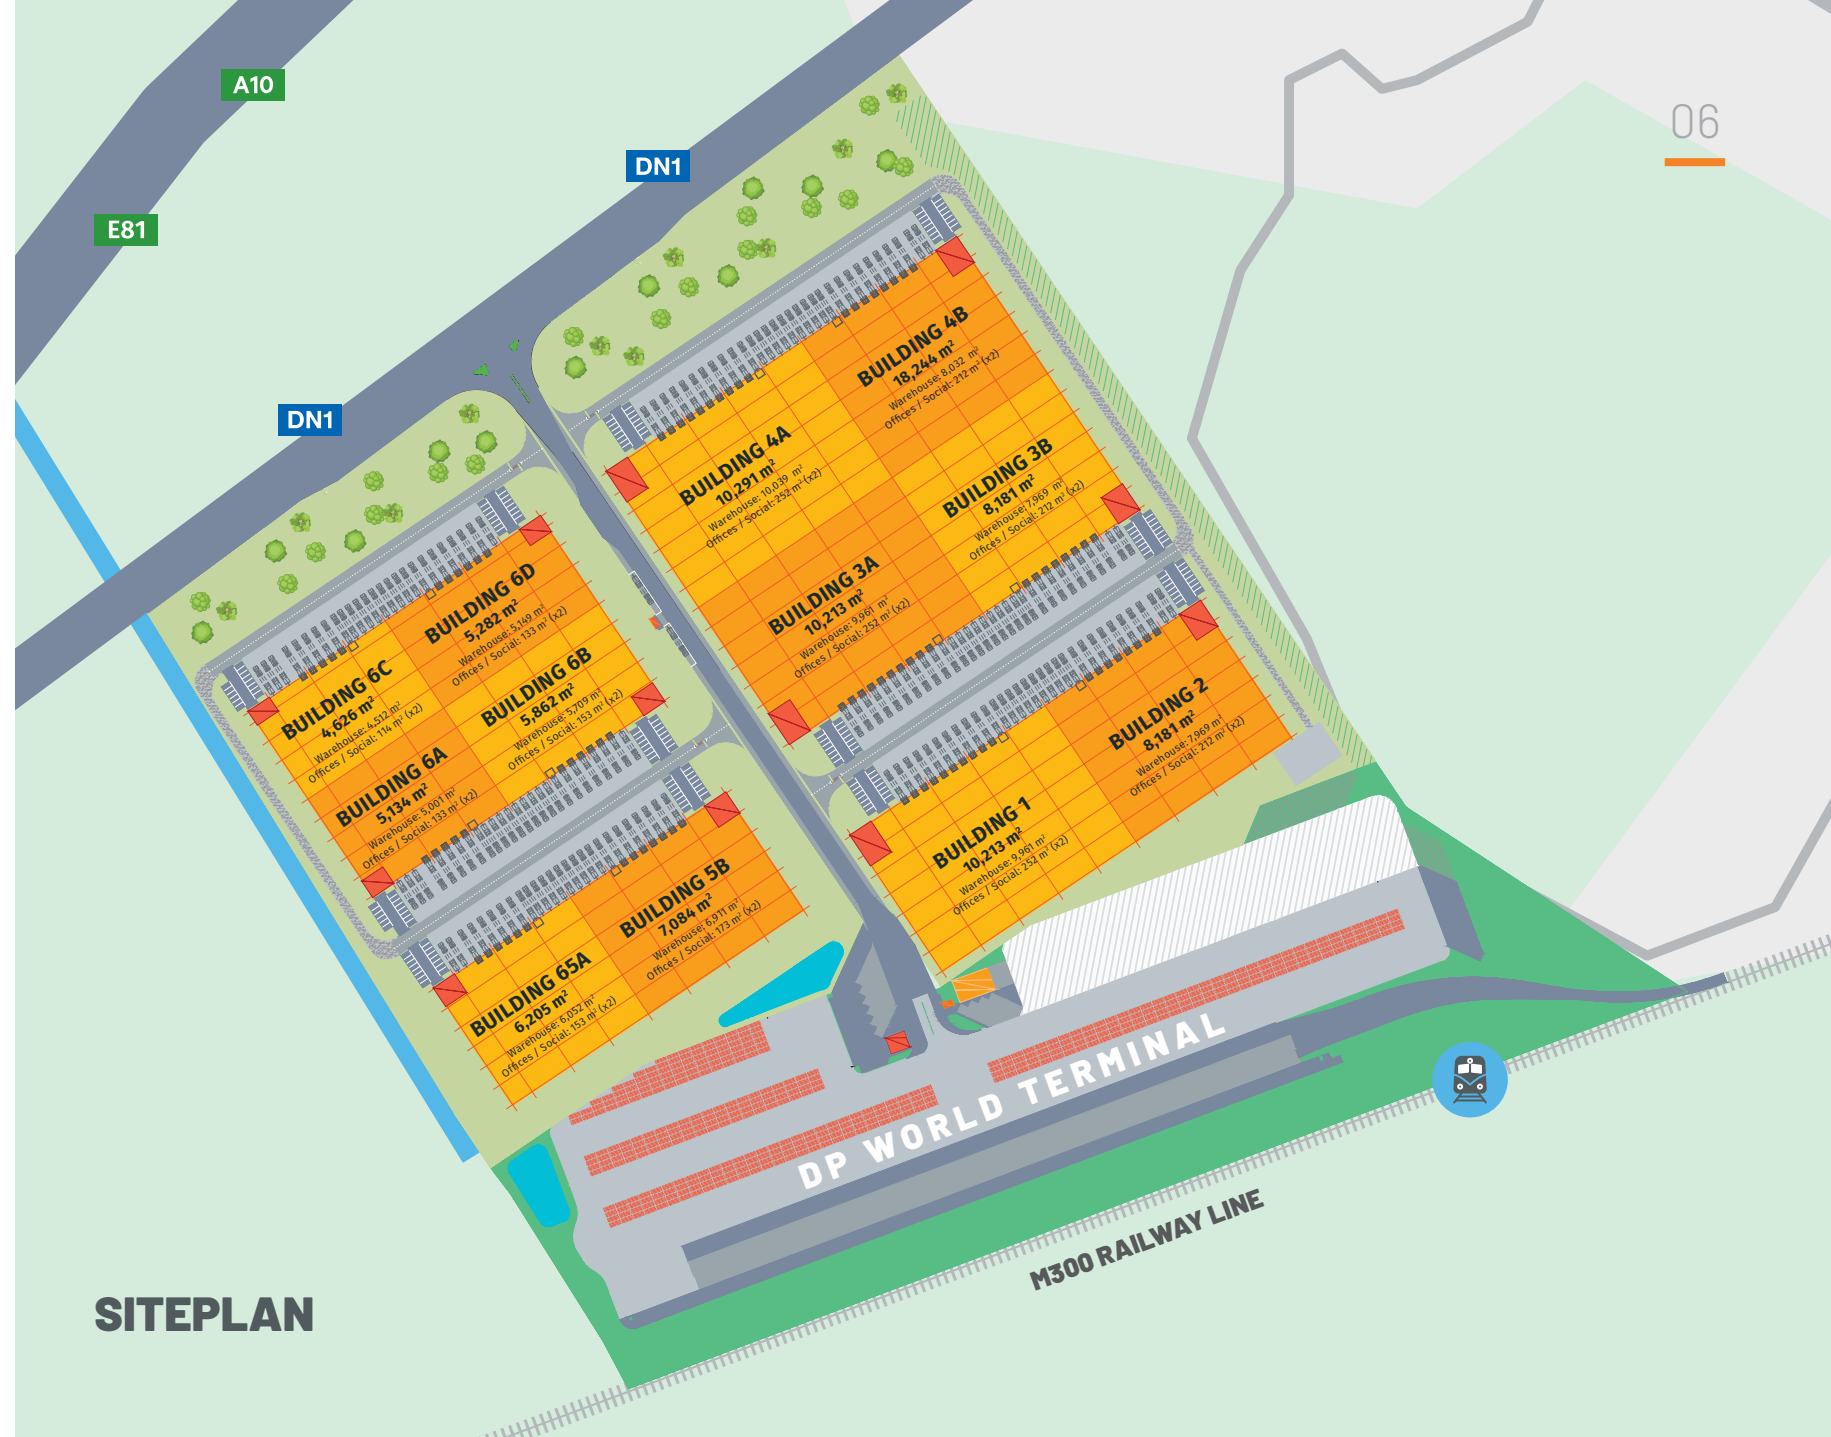 A10
06
DN1
E81
DN1
BUILDING 4B
18,244 m²
Warehouse: 8,032 m²
Offices / Social: 212 m² (x2)
BUILDING 4A
10,291 m²
Warehouse: 10,039 m²
Offices / Social: 252 m² (x2)
BUILDING 3B
8,181 m²
Warehouse: 7,969 m²
Offices / Social: 212 m² (x2)
BUILDING 3A
10,213 m²
Warehouse: 9,961 m²
Offices / Social: 252 m² (x2)
BUILDING 6D
5,282 m²
Warehouse: 5,149 m²
Offices / Social: 133 m² (x2)
BUILDING 6C
4,626 m²
Warehouse: 4,512 m²
Offices / Social: 114 m² (x2)
BUILDING 6B
5,862 m²
Warehouse: 5,709 m²
Offices / Social: 153 m² (x2)
BUILDING 6A
5,134 m²
Warehouse: 5,001 m²
Offices / Social: 133 m² (x2)
BUILDING 2
8,181 m²
Warehouse: 7,969 m²
Offices / Social: 212 m² (x2)
BUILDING 1
10,213 m²
Warehouse: 9,961 m²
Offices / Social: 252 m² (x2)
BUILDING 5B
7,084 m²
Warehouse: 6,911 m²
Offices / Social: 173 m² (x2)
BUILDING 65A
6,205 m²
Warehouse: 6,052 m²
Offices / Social: 153 m² (x2)
DP WORLD TERMINAL
M300 RAILWAY LINE
SITEPLAN